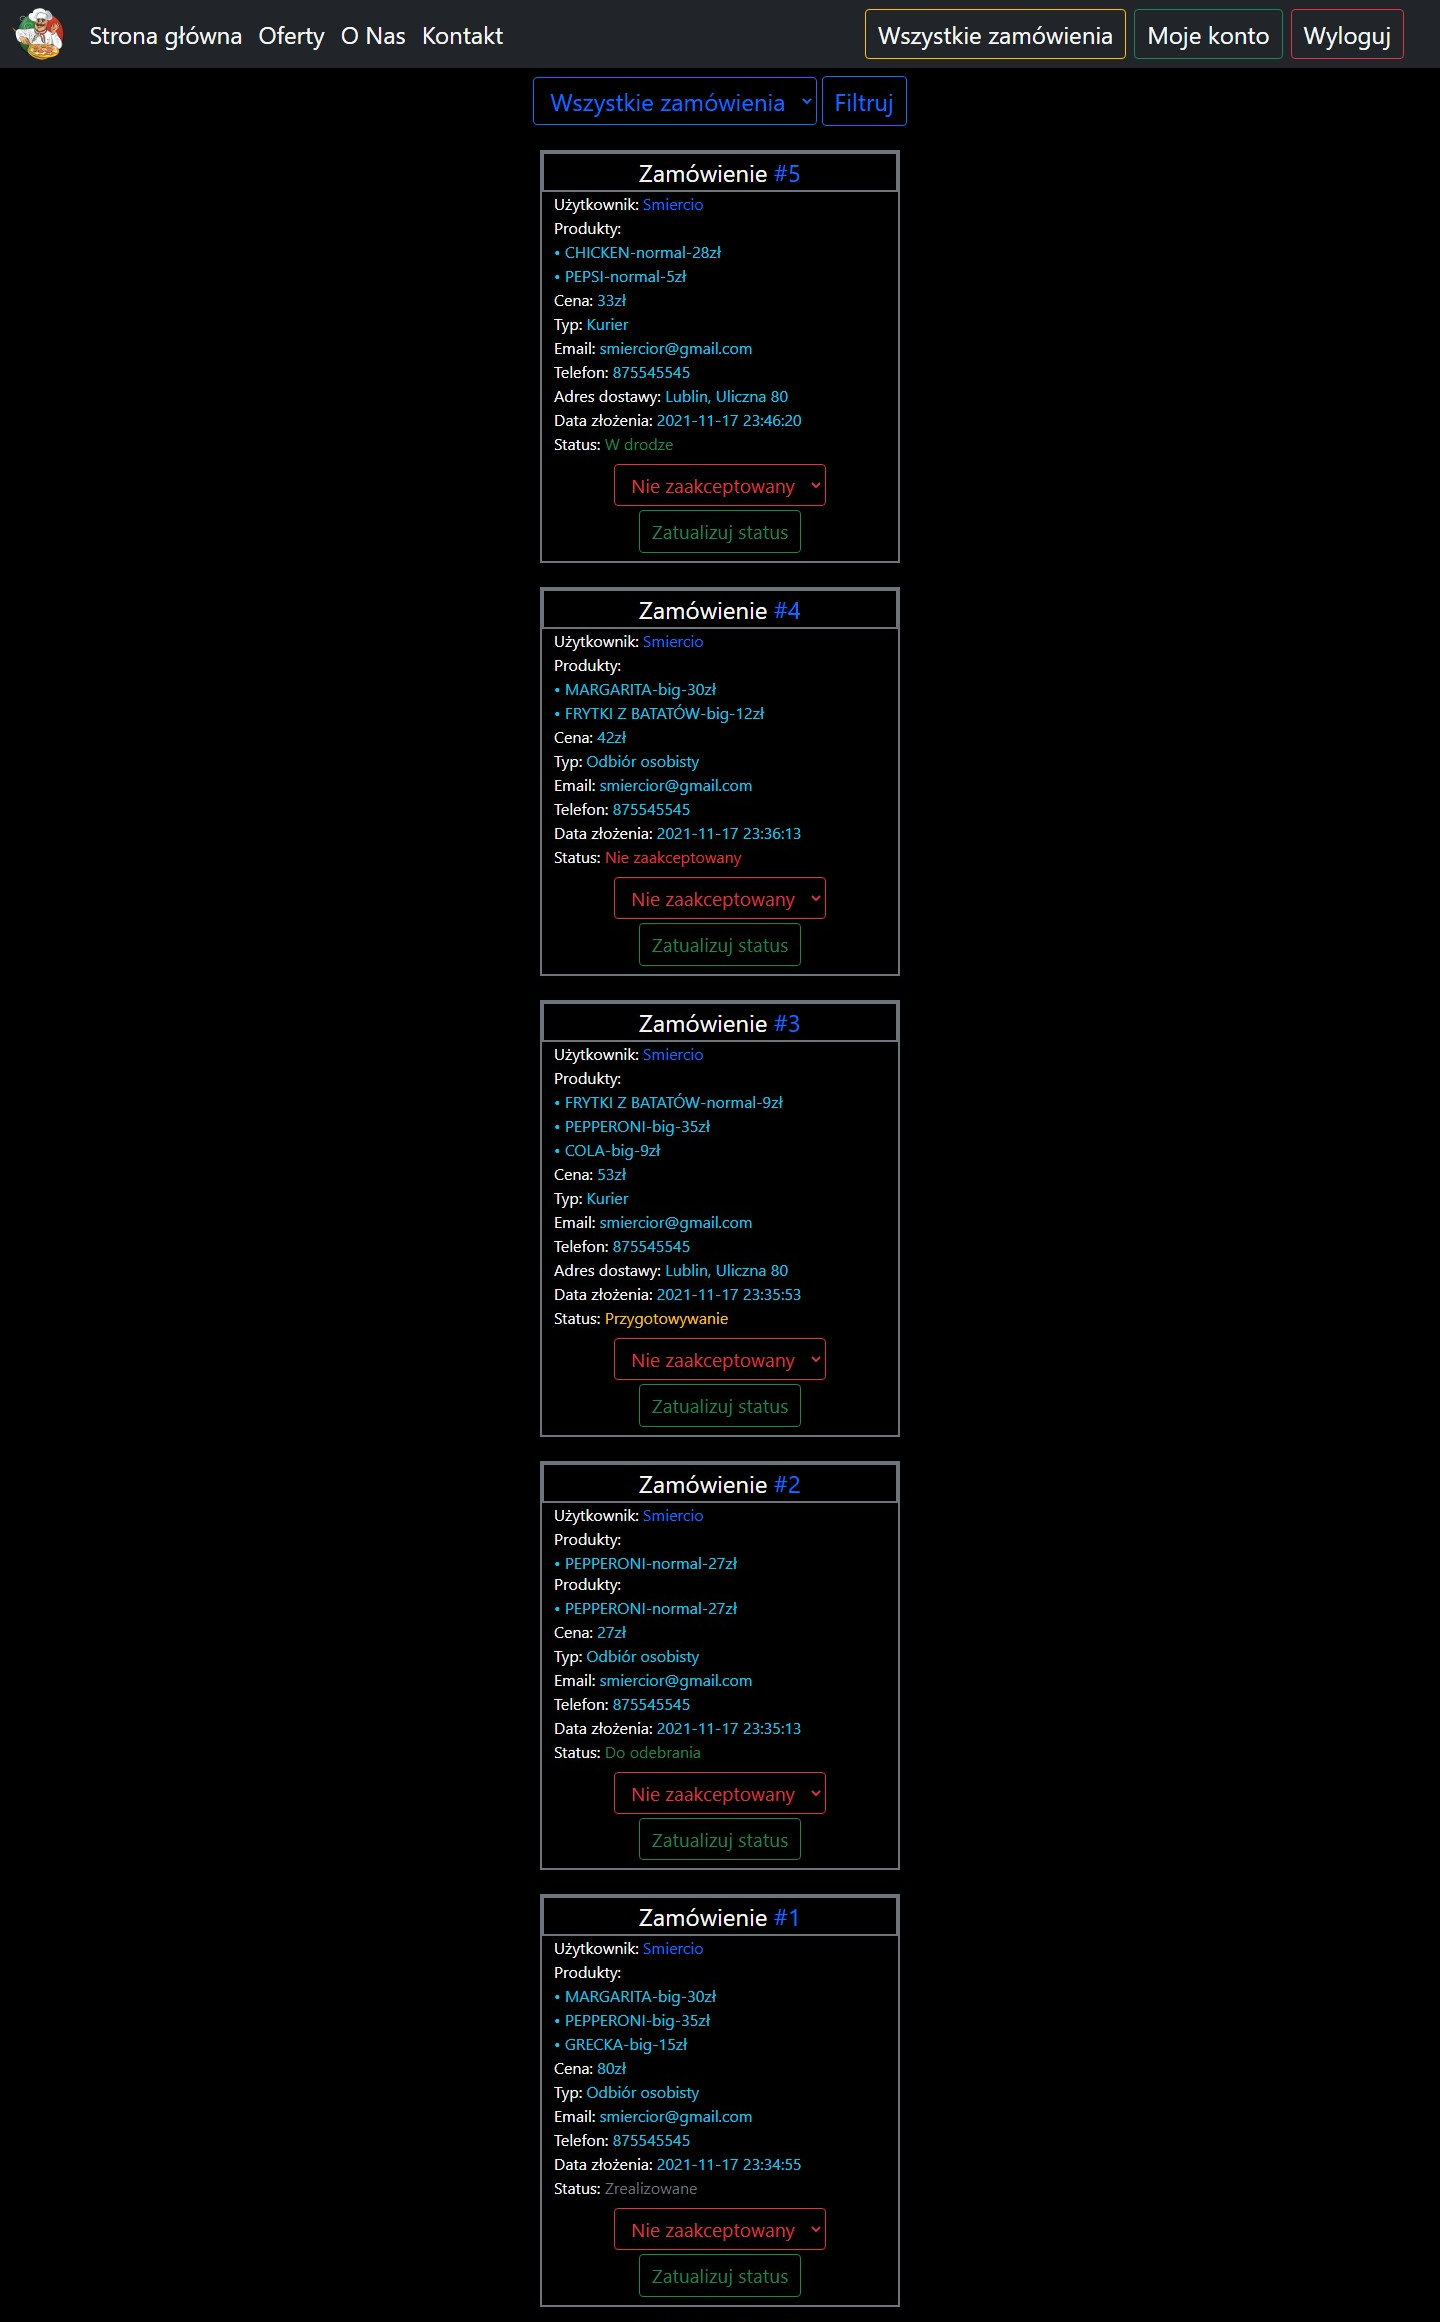 Strona główna Oferty O Nas Kontakt Wszystkie zamówienia Moje konto Wyloguj
Wszystkie zamówienia Filtruj
Zamówienie #5
Użytkownik: Smiercio
Produkty:
• CHICKEN-normal-28zł
• PEPSI-normal-5zł
Cena: 33zł
Typ: Kurier
Email: smiercior@gmail.com
Telefon: 875545545
Adres dostawy: Lublin, Uliczna 80
Data złożenia: 2021-11-17 23:46:20
Status: W drodze
Nie zaakceptowany
Zatualizuj status
Zamówienie #4
Użytkownik: Smiercio
Produkty:
• MARGARITA-big-30zł
• FRYTKI Z BATATÓW-big-12zł
Cena: 42zł
Typ: Odbiór osobisty
Email: smiercior@gmail.com
Telefon: 875545545
Data złożenia: 2021-11-17 23:36:13
Status: Nie zaakceptowany
Nie zaakceptowany
Zatualizuj status
Zamówienie #3
Użytkownik: Smiercio
Produkty:
• FRYTKI Z BATATÓW-normal-9zł
• PEPPERONI-big-35zł
• COLA-big-9zł
Cena: 53zł
Typ: Kurier
Email: smiercior@gmail.com
Telefon: 875545545
Adres dostawy: Lublin, Uliczna 80
Data złożenia: 2021-11-17 23:35:53
Status: Przygotowywanie
Nie zaakceptowany
Zatualizuj status
Zamówienie #2
Użytkownik: Smiercio
Produkty:
• PEPPERONI-normal-27zł
Produkty:
• PEPPERONI-normal-27zł
Cena: 27zł
Typ: Odbiór osobisty
Email: smiercior@gmail.com
Telefon: 875545545
Data złożenia: 2021-11-17 23:35:13
Status: Do odebrania
Nie zaakceptowany
Zatualizuj status
Zamówienie #1
Użytkownik: Smiercio
Produkty:
• MARGARITA-big-30zł
• PEPPERONI-big-35zł
• GRECKA-big-15zł
Cena: 80zł
Typ: Odbiór osobisty
Email: smiercior@gmail.com
Telefon: 875545545
Data złożenia: 2021-11-17 23:34:55
Status: Zrealizowane
Nie zaakceptowany
Zatualizuj status